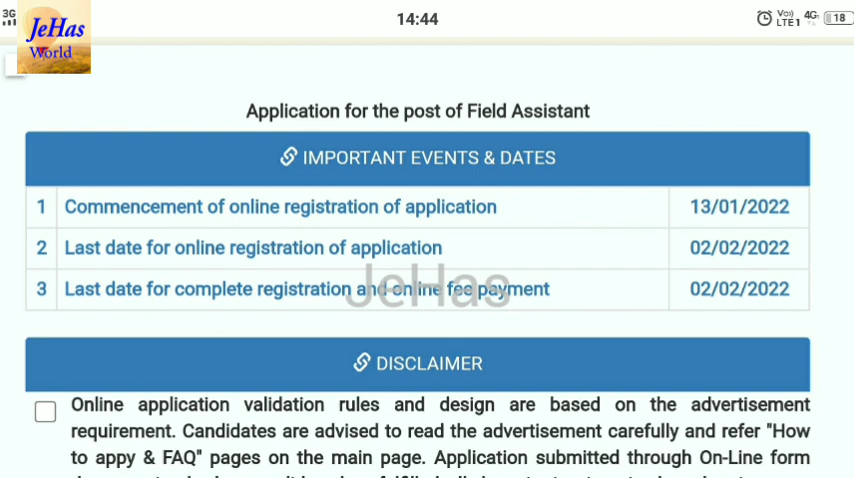 3G
14:44
Vo)) LTE1
4G
18
JeHas
World
Application for the post of Field Assistant
IMPORTANT EVENTS & DATES
1 Commencement of online registration of application 13/01/2022
2 Last date for online registration of application 02/02/2022
3 Last date for complete registration and online fee payment 02/02/2022
JeHas
DISCLAIMER
Online application validation rules and design are based on the advertisement
requirement. Candidates are advised to read the advertisement carefully and refer "How
to appy & FAQ" pages on the main page. Application submitted through On-Line form